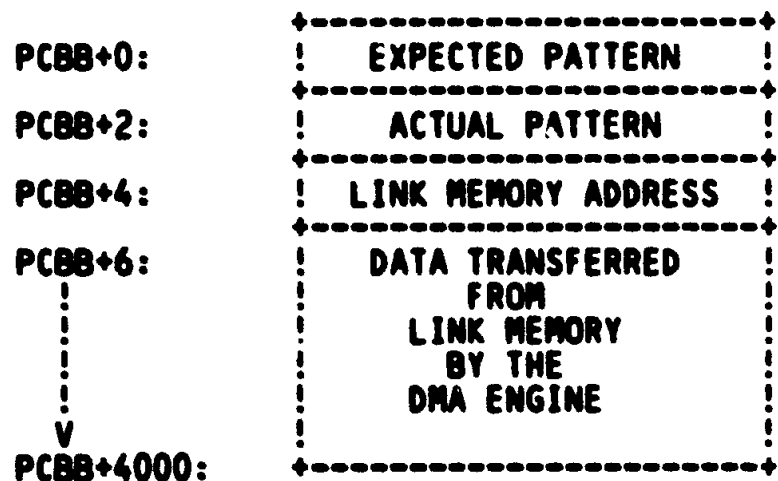 +-----------------------+
PCBB+0: ! EXPECTED PATTERN !
+-----------------------+
PCBB+2: ! ACTUAL PATTERN !
+-----------------------+
PCBB+4: ! LINK MEMORY ADDRESS !
+-----------------------+
PCBB+6: ! DATA TRANSFERRED !
! ! FROM !
! ! LINK MEMORY !
! ! BY THE !
! ! DMA ENGINE !
V ! !
PCBB+4000: +-----------------------+